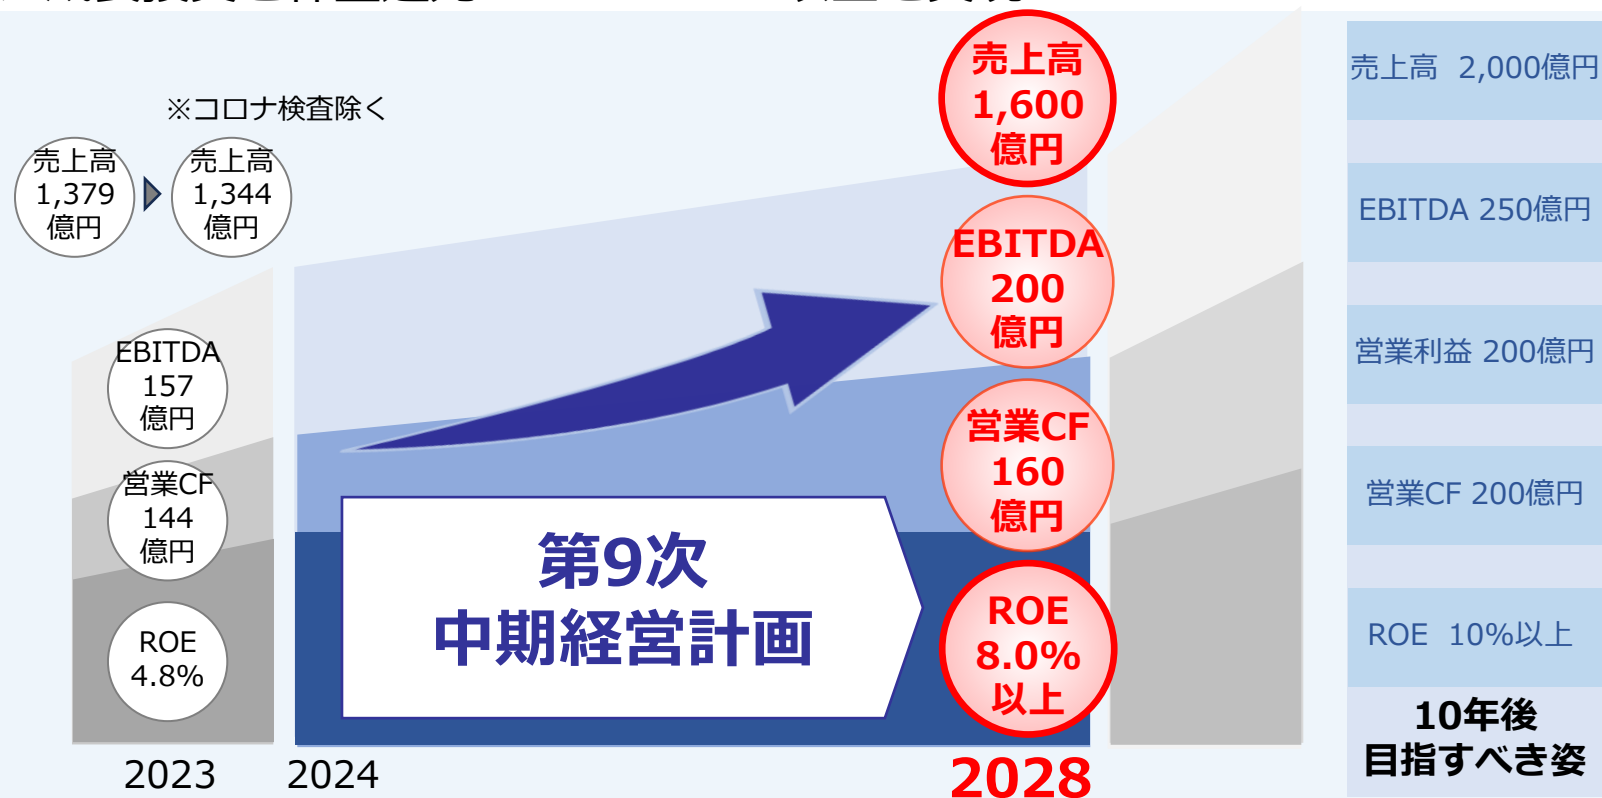 ※コロナ検査除く
売上高
1,379
億円
売上高
1,344
億円
EBITDA
157
億円
営業CF
144
億円
ROE
4.8%
第9次
中期経営計画
売上高
1,600
億円
EBITDA
200
億円
営業CF
160
億円
ROE
8.0%
以上
2023
2024
2028
売上高 2,000億円
EBITDA 250億円
営業利益 200億円
営業CF 200億円
ROE 10%以上
10年後
目指すべき姿